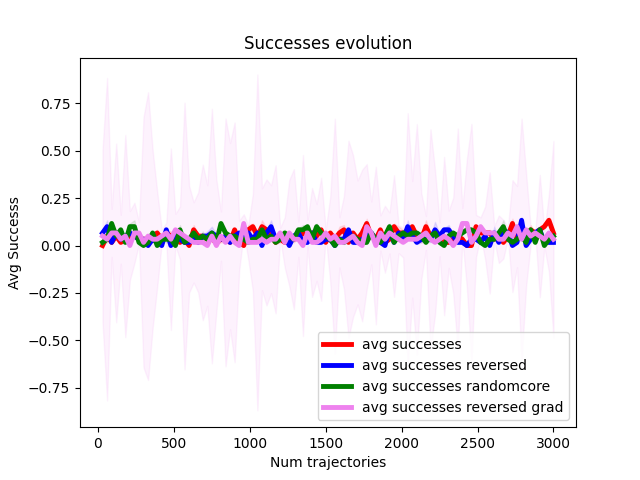 Successes evolution
Avg Successs
0.75
0.50
0.25
0.00
−0.25
−0.50
−0.75
avg successes
avg successes reversed
avg successes randomcore
avg successes reversed grad
0
500
1000
1500
2000
2500
3000
Num trajectories